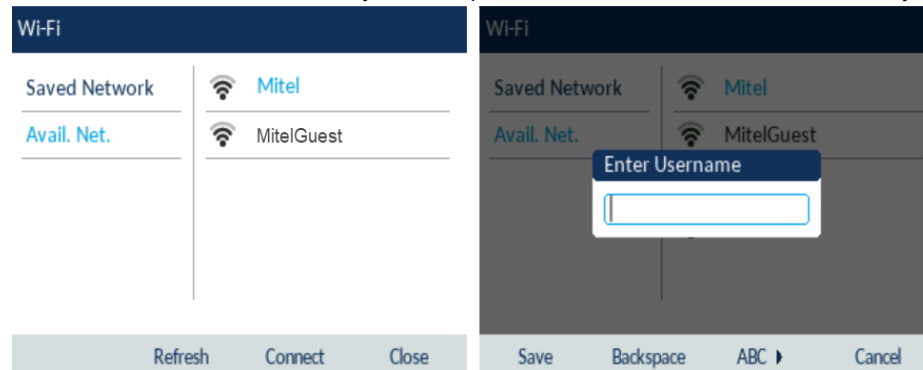 Wi-Fi
Saved Network
Mitel
Avail. Net.
MitelGuest
Refresh Connect Close
Wi-Fi
Saved Network
Mitel
Avail. Net.
MitelGuest
Enter Username
Save Backspace ABC Cancel